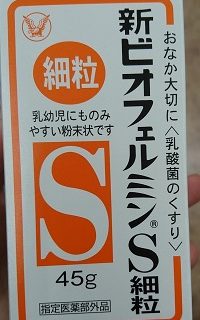 おなか大切に〈乳酸菌のくすり〉
新ビオフェルミン®S細粒
細粒
乳幼児にものみ
やすい粉末状です
S
45g
指定医薬部外品